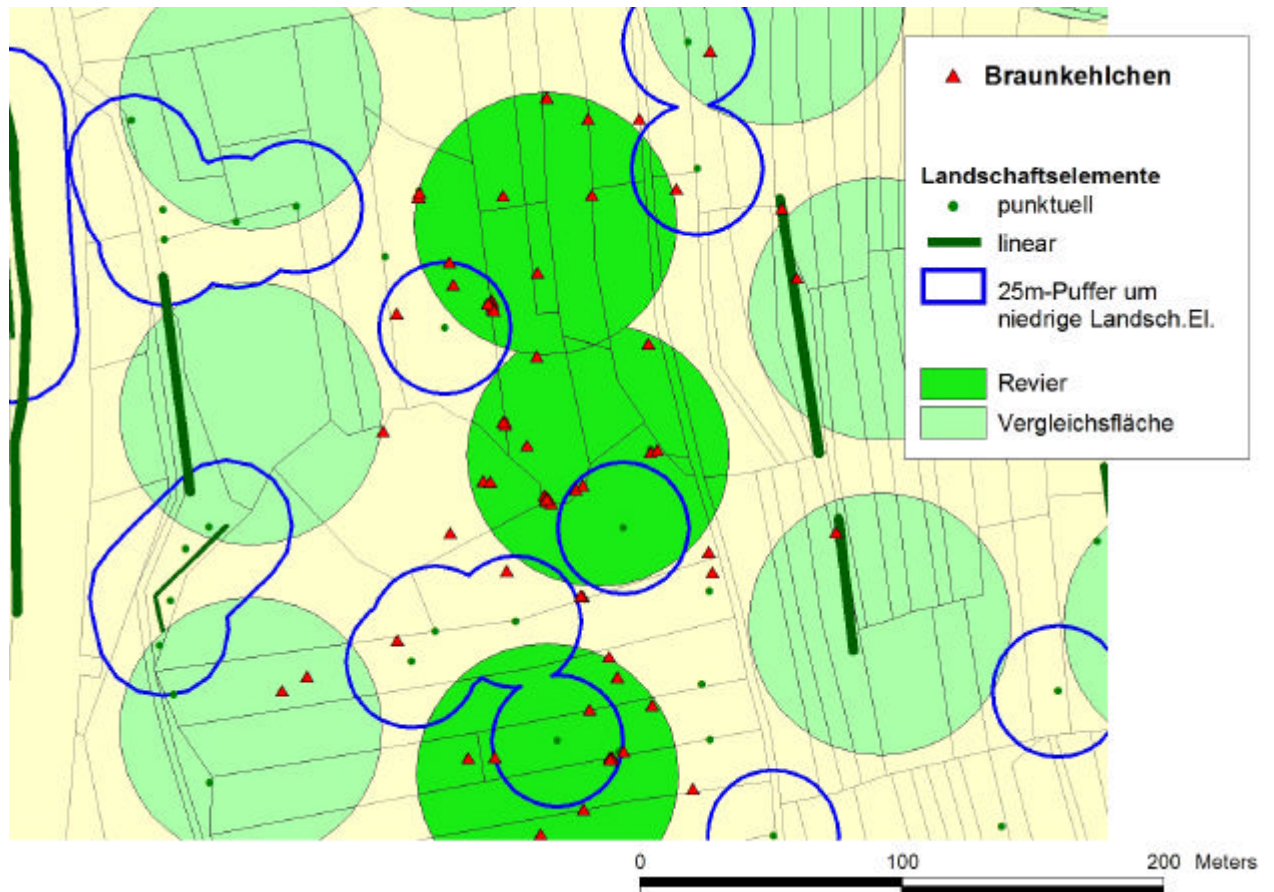 Braunkehlchen
Landschaftselemente
punktuell
linear
25m-Puffer um
niedrige Landsch.El.
Revier
Vergleichsfläche
0 100 200 Meters